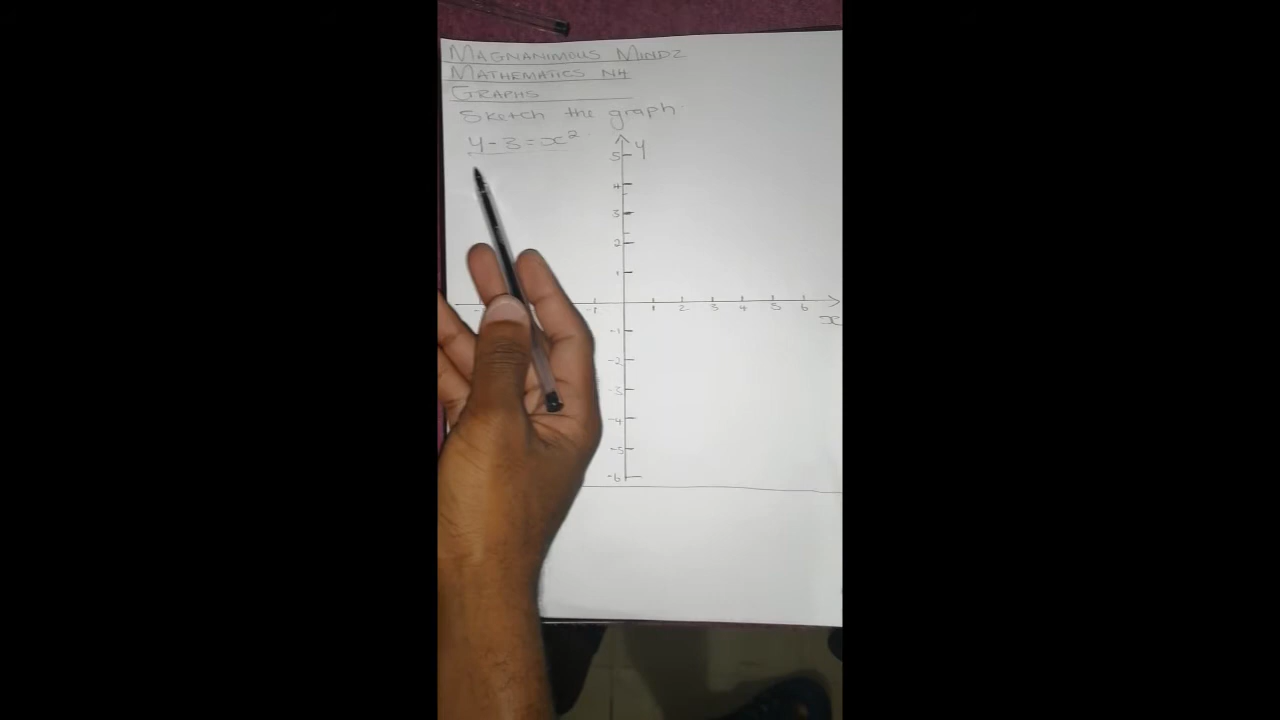 MAGNANIMOUS MINDZ
MATHEMATICS N4
GRAPHS
Sketch the graph
y-3=x²
y
5
4
3
2
1
-1 1 2 3 4 5 6
x
-1
-2
-3
-4
-5
-6